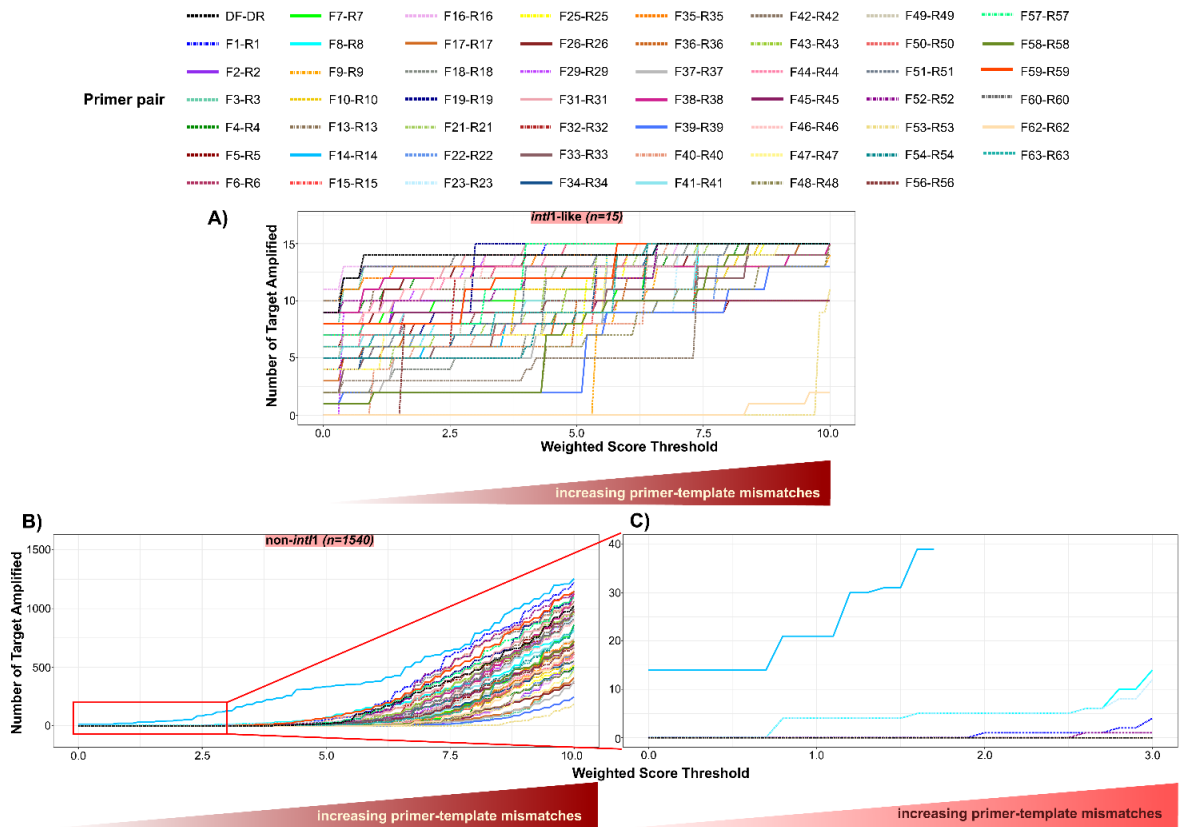 DF-DR F7-R7 F16-R16 F25-R25 F35-R35 F42-R42 F49-R49 F57-R57
F1-R1 F8-R8 F17-R17 F26-R26 F36-R36 F43-R43 F50-R50 F58-R58
F2-R2 F9-R9 F18-R18 F29-R29 F37-R37 F44-R44 F51-R51 F59-R59
Primer pair F3-R3 F10-R10 F19-R19 F31-R31 F38-R38 F45-R45 F52-R52 F60-R60
F4-R4 F13-R13 F21-R21 F32-R32 F39-R39 F46-R46 F53-R53 F62-R62
F5-R5 F14-R14 F22-R22 F33-R33 F40-R40 F47-R47 F54-R54 F63-R63
F6-R6 F15-R15 F23-R23 F34-R34 F41-R41 F48-R48 F56-R56
A)
intI1-like (n=15)
Number of Target Amplified
15
10
5
0
0.0 2.5 5.0 7.5 10.0
Weighted Score Threshold
increasing primer-template mismatches
B)
non-intI1 (n=1540)
Number of Target Amplified
1500
1000
500
0
0.0 2.5 5.0 7.5 10.0
C)
40
30
20
10
0
0.0 1.0 2.0 3.0
Weighted Score Threshold
increasing primer-template mismatches
increasing primer-template mismatches